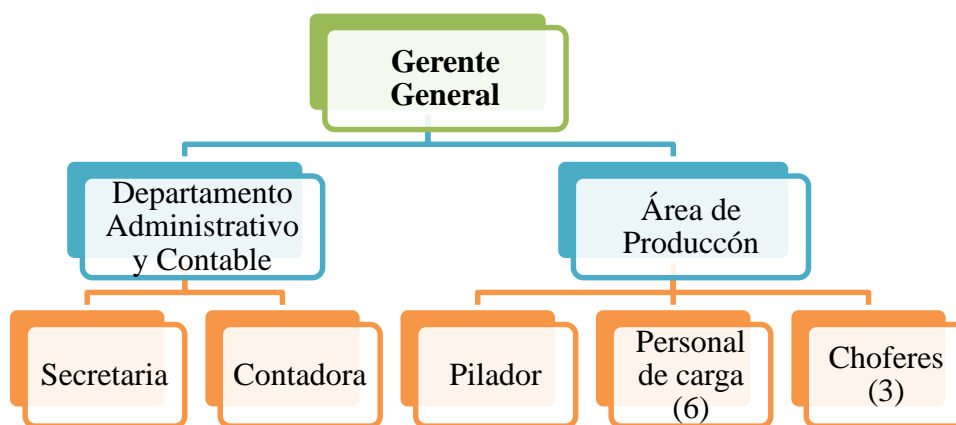 Gerente
General
Departamento
Administrativo
y Contable
Área de
Produccón
Secretaria
Contadora
Pilador
Personal
de carga
(6)
Choferes
(3)